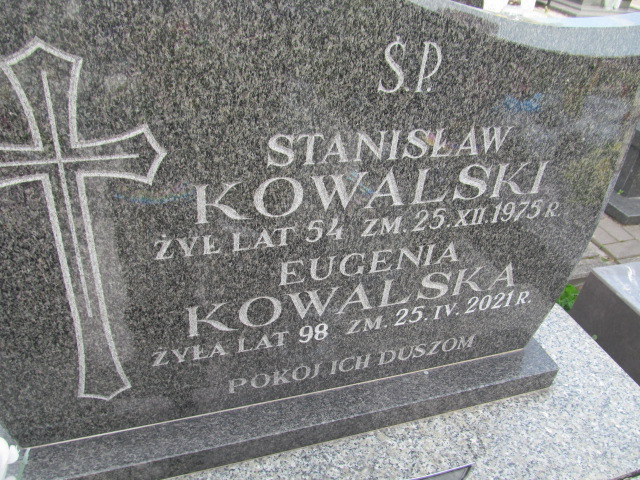 Ś.P.
STANISŁAW
KOWALSKI
ŻYŁ LAT 54 ZM. 25.XII.1975 R.
EUGENIA
KOWALSKA
ŻYŁA LAT 98 ZM. 25.IV.2021 R.
POKÓJ ICH DUSZOM